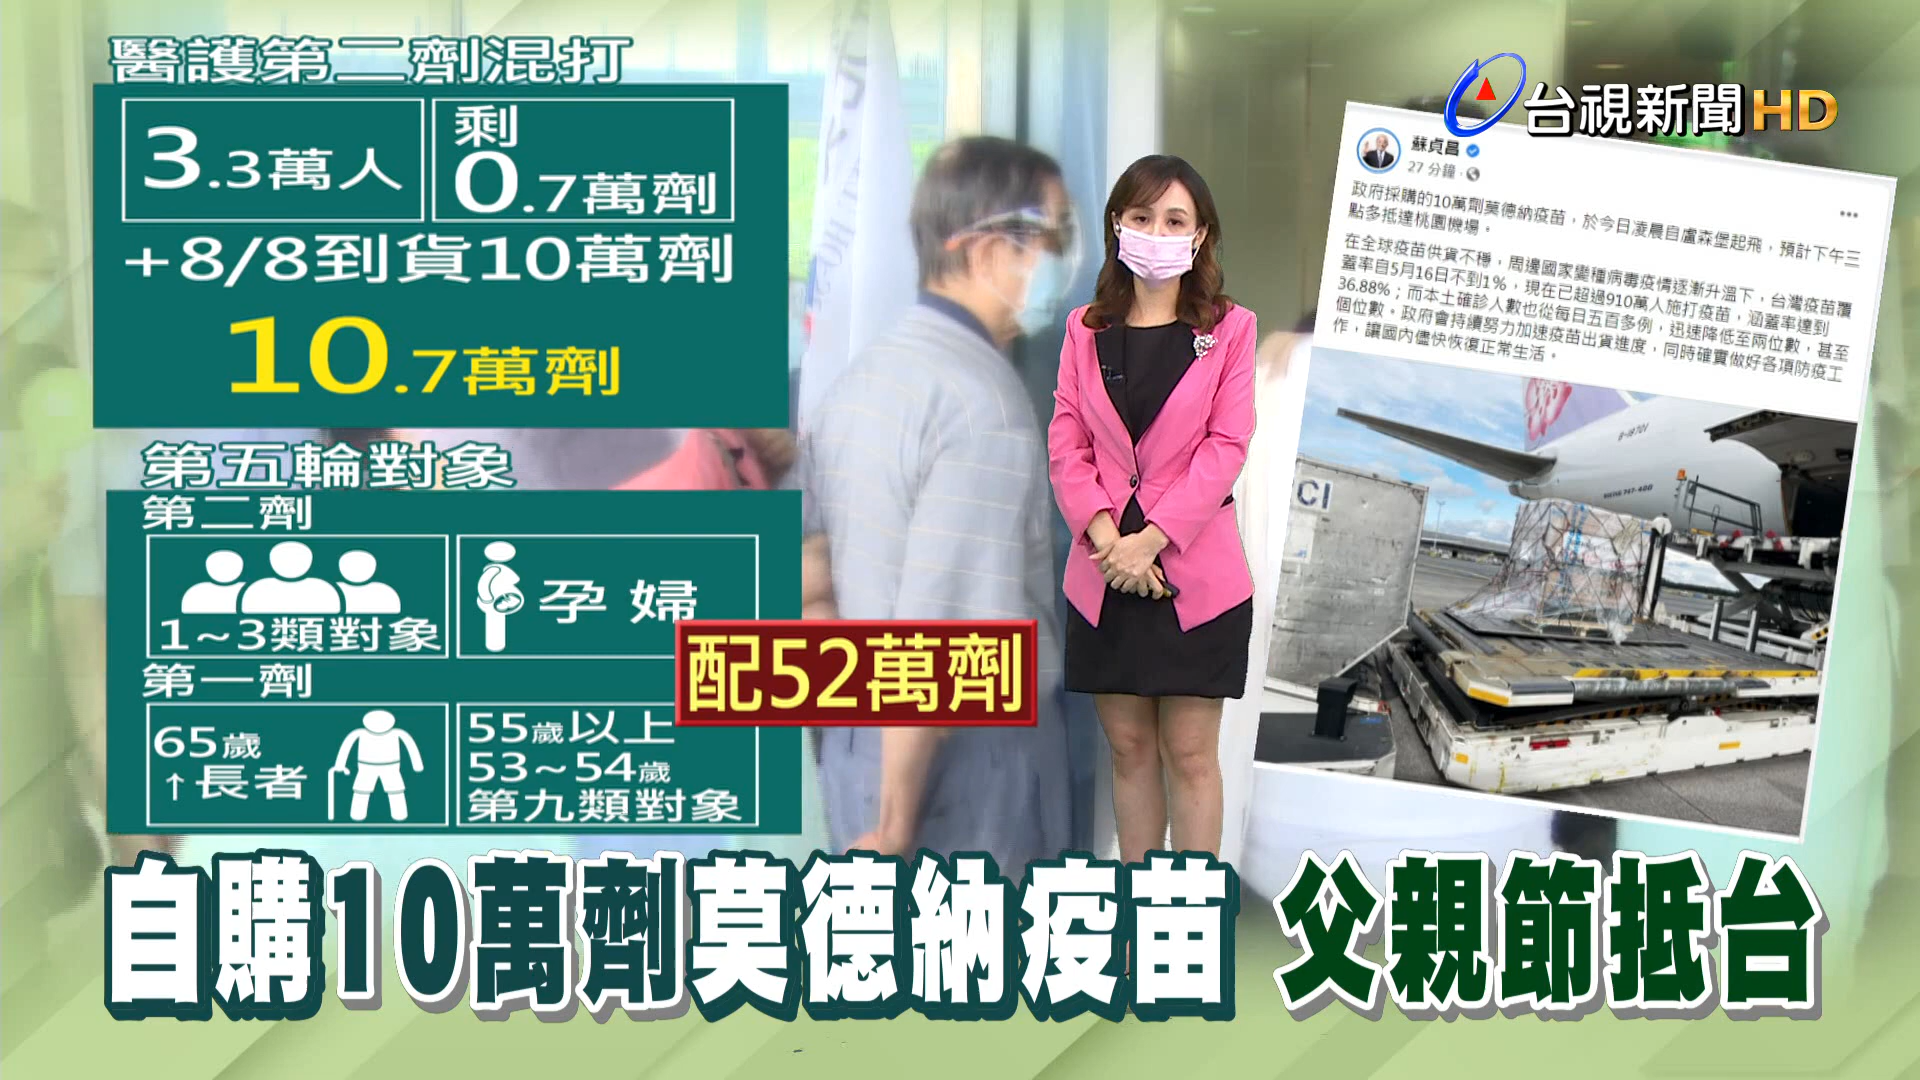 醫護第二劑混打
3.3萬人
剩
0.7萬劑
+8/8到貨10萬劑
10.7萬劑
第五輪對象
第二劑
1~3類對象
孕婦
配52萬劑
第一劑
65歲
↑長者
55歲以上
53~54歲
第九類對象
台視新聞HD
蘇貞昌
27 分鐘
政府採購的10萬劑莫德納疫苗，於今日凌晨自盧森堡起飛，預計下午三
點多抵達桃園機場。
在全球疫苗供貨不穩，周邊國家變種病毒疫情逐漸升溫下，台灣疫苗覆
蓋率自5月16日不到1%，現在已超過910萬人施打疫苗，涵蓋率達到
36.88%；而本土確診人數也從每日五百多例，迅速降低至兩位數，甚至
個位數。政府會持續努力加速疫苗出貨進度，同時確實做好各項防疫工
作，讓國內儘快恢復正常生活。
B-18701
CI
自購10萬劑莫德納疫苗 父親節抵台